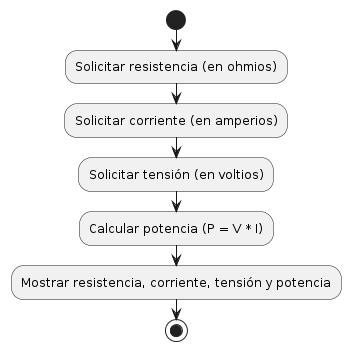 Solicitar resistencia (en ohmios)
Solicitar corriente (en amperios)
Solicitar tensión (en voltios)
Calcular potencia (P = V * I)
Mostrar resistencia, corriente, tensión y potencia